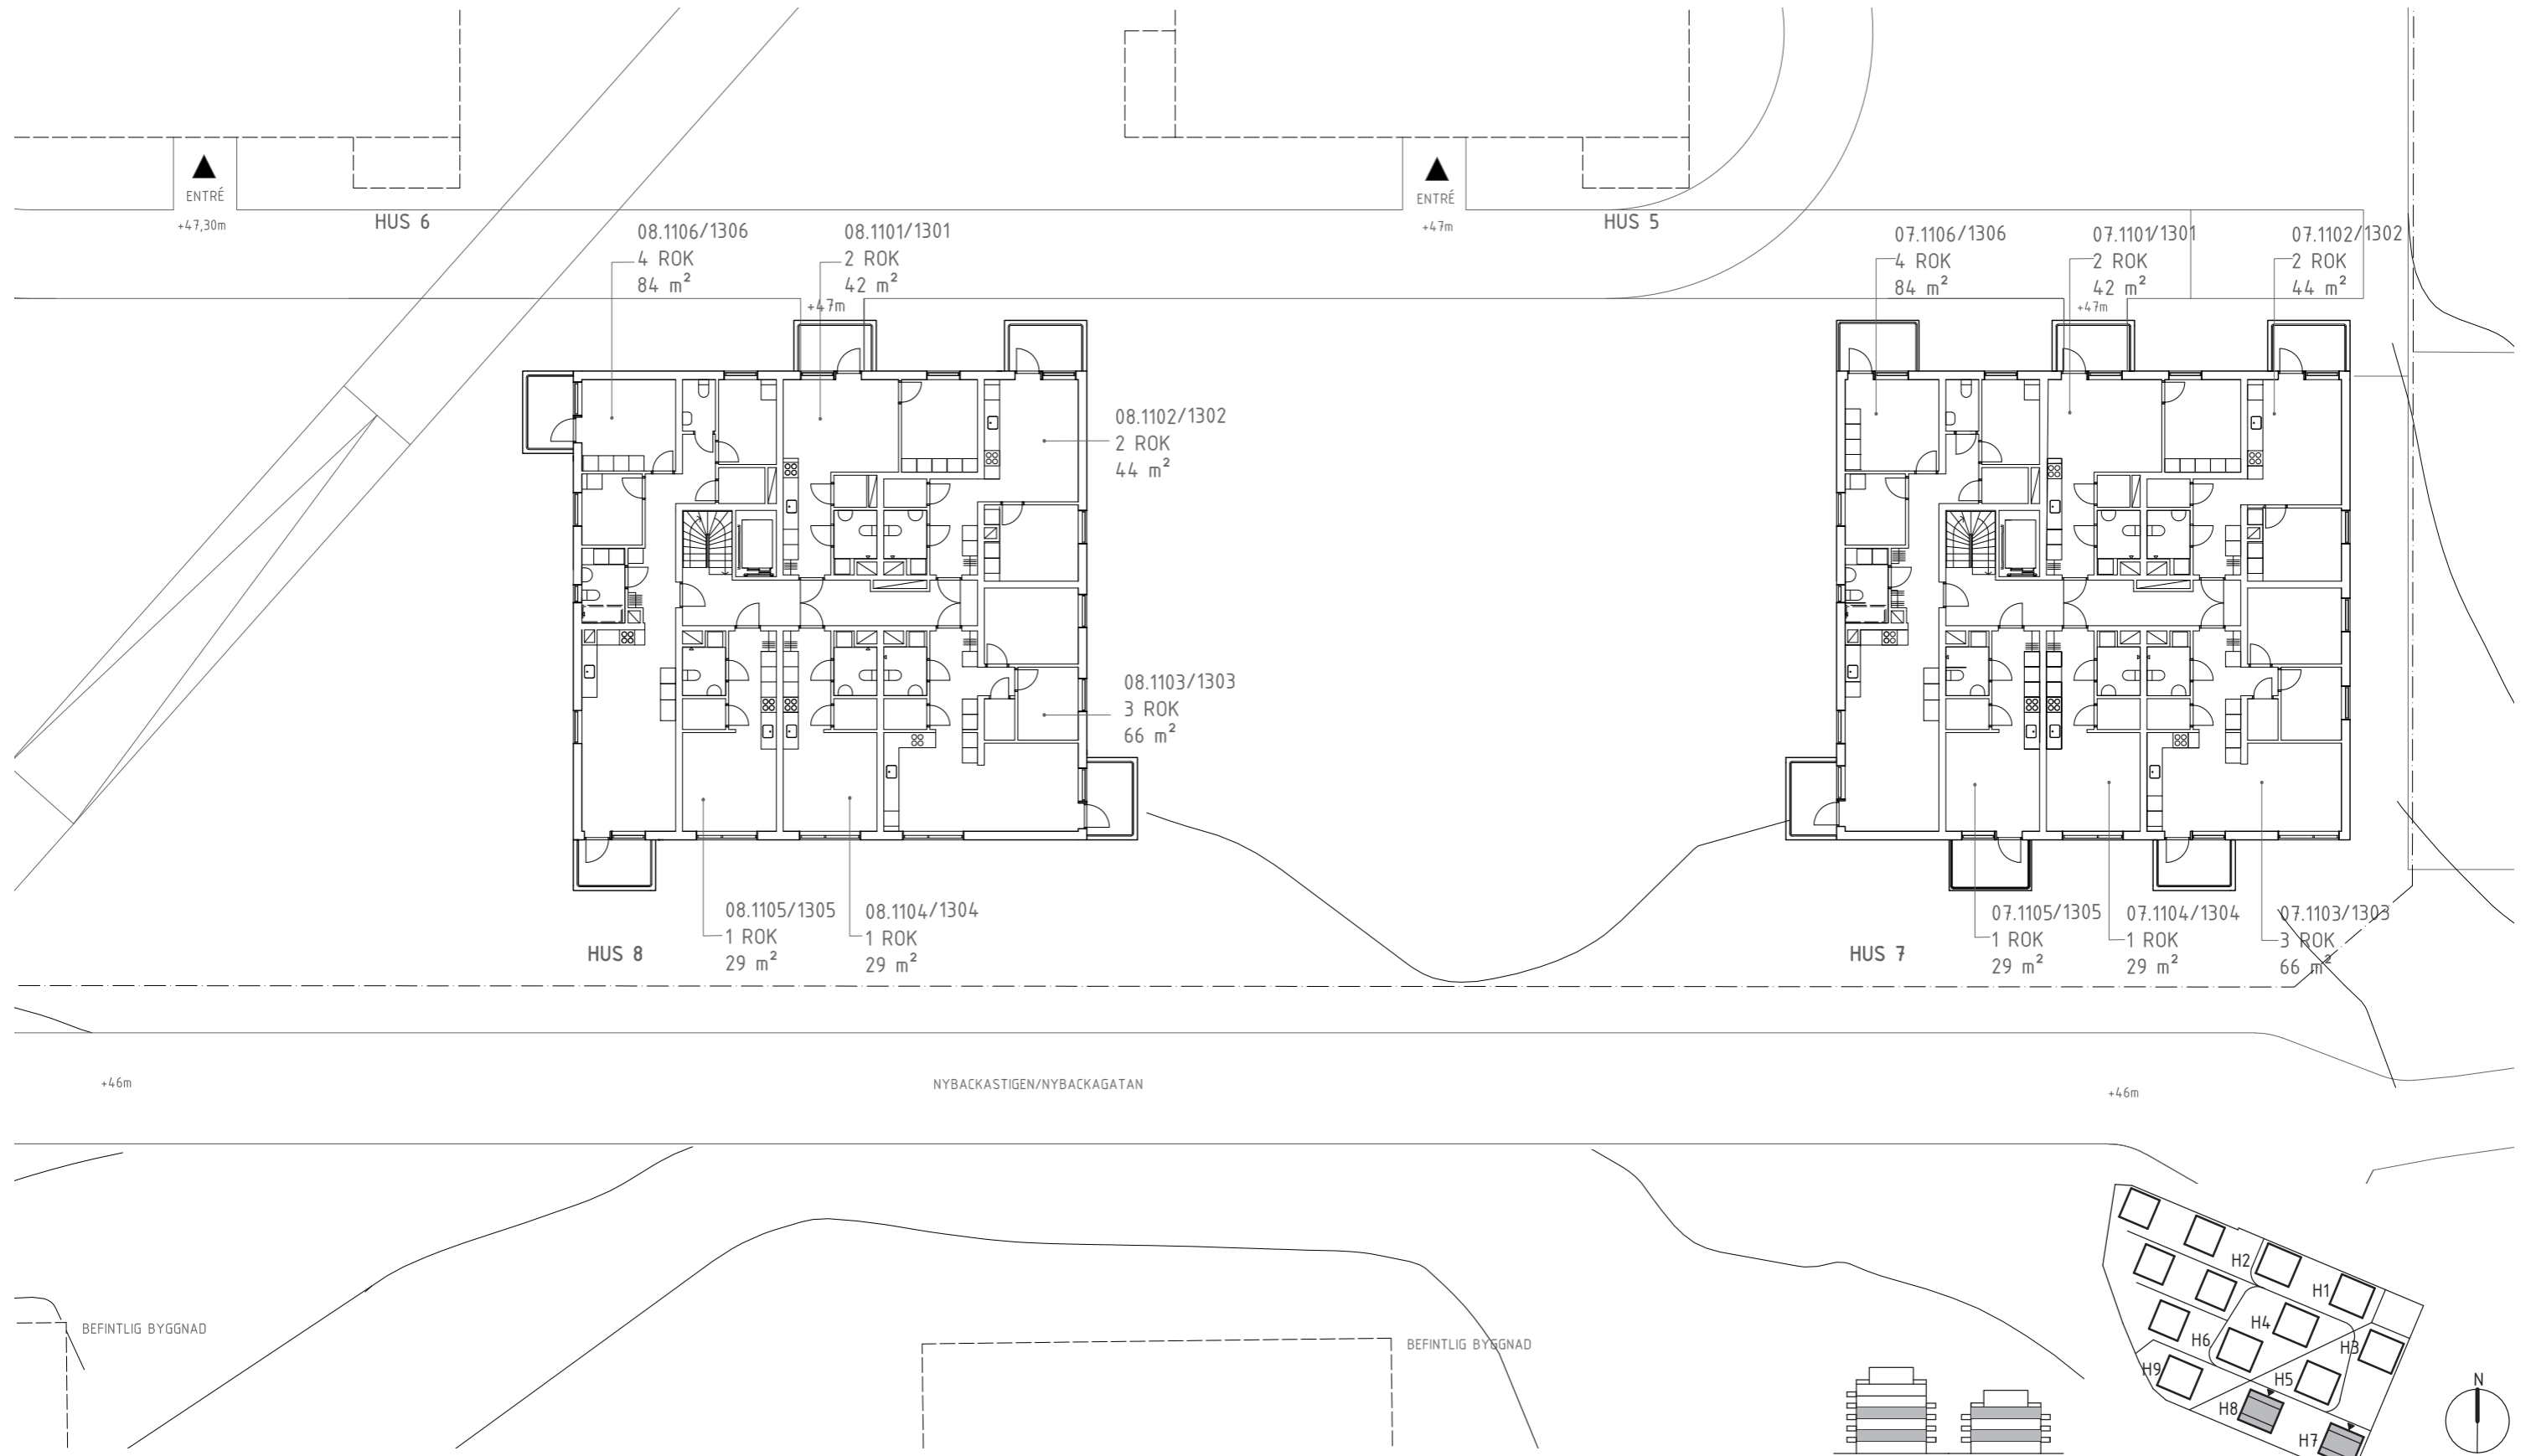 ENTRÉ
+47,30m
HUS 6
ENTRÉ
+47m
HUS 5
08.1106/1306
4 ROK
84 m²
08.1101/1301
2 ROK
42 m²
+47m
07.1106/1306
4 ROK
84 m²
07.1101/1301
2 ROK
42 m²
+47m
07.1102/1302
2 ROK
44 m²
08.1102/1302
2 ROK
44 m²
08.1103/1303
3 ROK
66 m²
08.1105/1305
1 ROK
29 m²
08.1104/1304
1 ROK
29 m²
HUS 8
07.1105/1305
1 ROK
29 m²
07.1104/1304
1 ROK
29 m²
07.1103/1303
3 ROK
66 m²
HUS 7
+46m
NYBACKASTIGEN/NYBACKAGATAN
+46m
BEFINTLIG BYGGNAD
BEFINTLIG BYGGNAD
H2
H1
H4
H6
H3
H9
H5
H8
H7
N